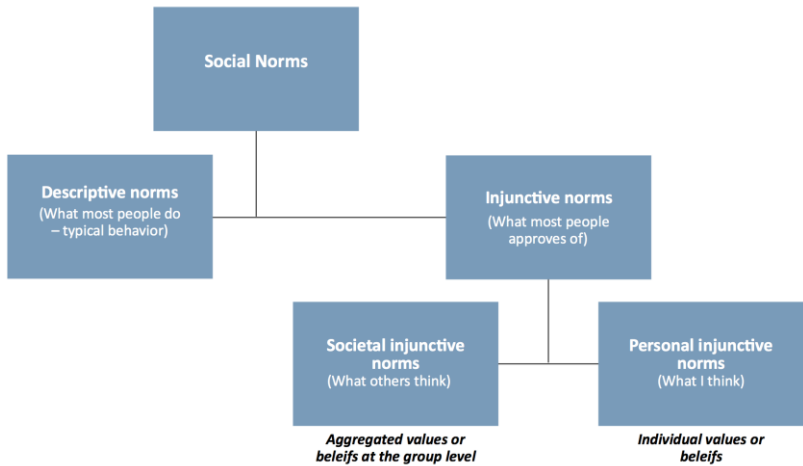 Social Norms
Descriptive norms
(What most people do
– typical behavior)
Injunctive norms
(What most people
approves of)
Societal injunctive
norms
(What others think)
Personal injunctive
norms
(What I think)
Aggregated values or
beleifs at the group level
Individual values or
beleifs